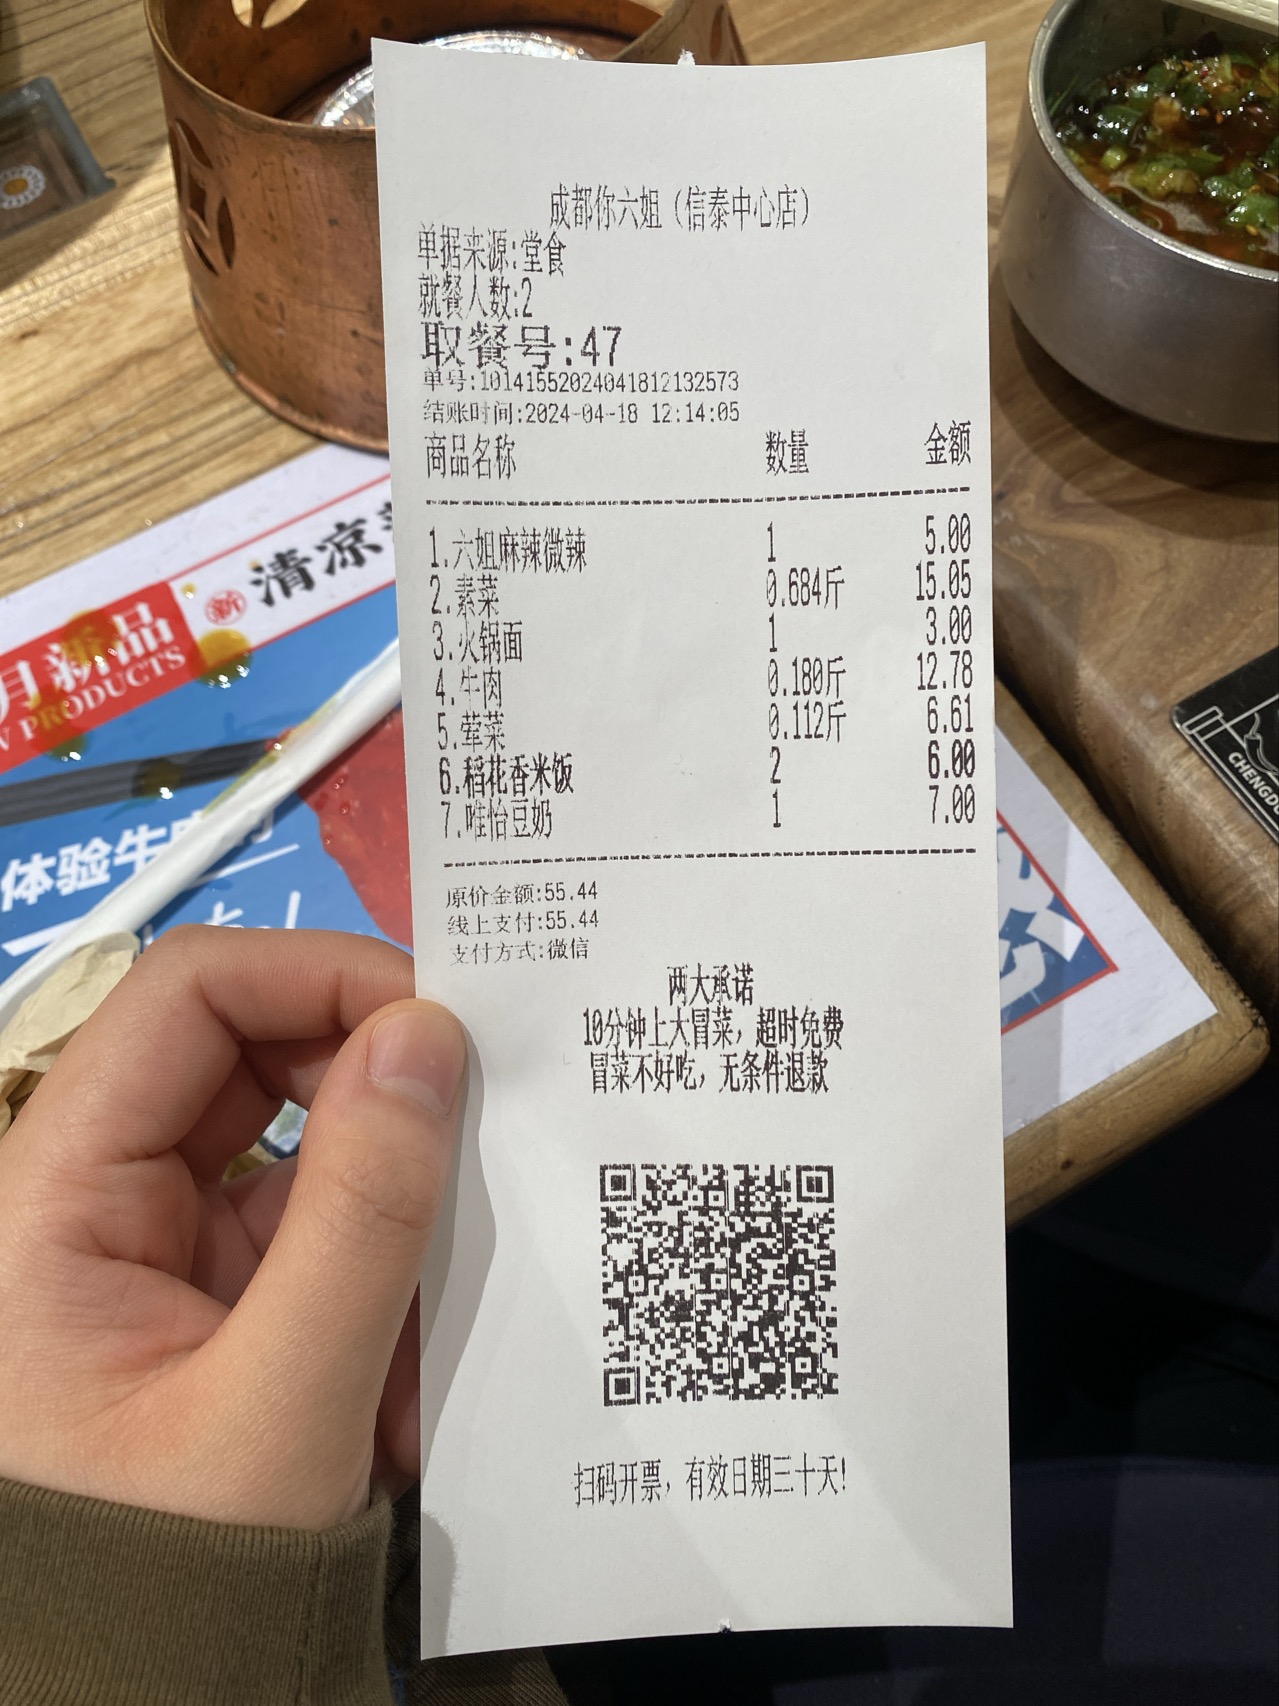 成都你六姐（信泰中心店）
单据来源:堂食
就餐人数:2
取餐号:47
单号:10141552024041812132573
结账时间:2024-04-18 12:14:05
商品名称 数量 金额
1.六姐麻辣微辣 1 5.00
2.素菜 0.684斤 15.05
3.火锅面 1 3.00
4.牛肉 0.180斤 12.78
5.荤菜 0.112斤 6.61
6.稻花香米饭 2 6.00
7.唯怡豆奶 1 7.00
原价金额:55.44
线上支付:55.44
支付方式:微信
两大承诺
10分钟上大冒菜，超时免费
冒菜不好吃，无条件退款
扫码开票，有效日期三十天!
月新品
PRODUCTS
新 清凉
体验牛
CHENGDU